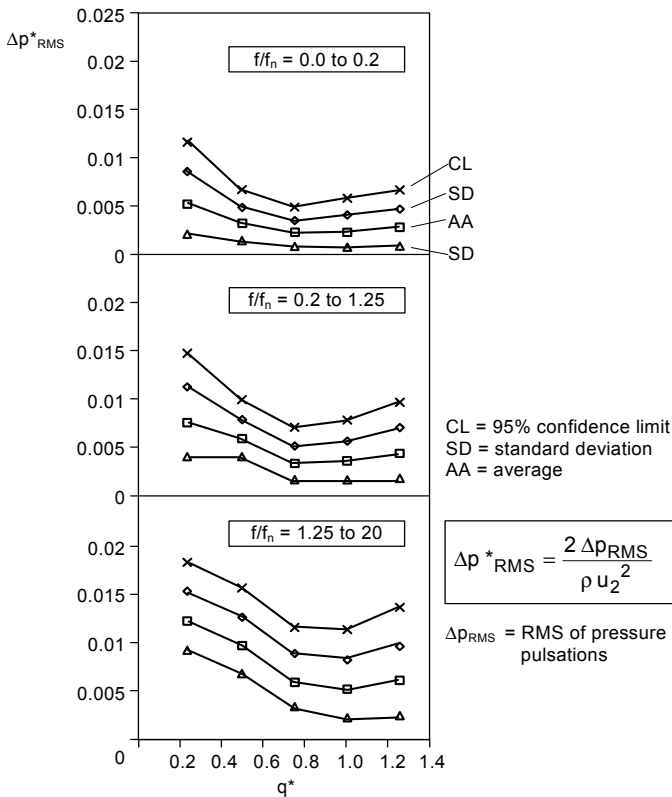 Δp*RMS
0.025
f/fn = 0.0 to 0.2
0.02
0.015
0.01
CL
SD
0.005
AA
0
SD
0.02
f/fn = 0.2 to 1.25
0.015
0.01
CL = 95% confidence limit
SD = standard deviation
0.005
AA = average
0
f/fn = 1.25 to 20
0.02
Δp*RMS = 2 ΔpRMS / ρ u2²
0.015
0.01
ΔpRMS = RMS of pressure
pulsations
0.005
0
0.2 0.4 0.6 0.8 1.0 1.2 1.4
q*